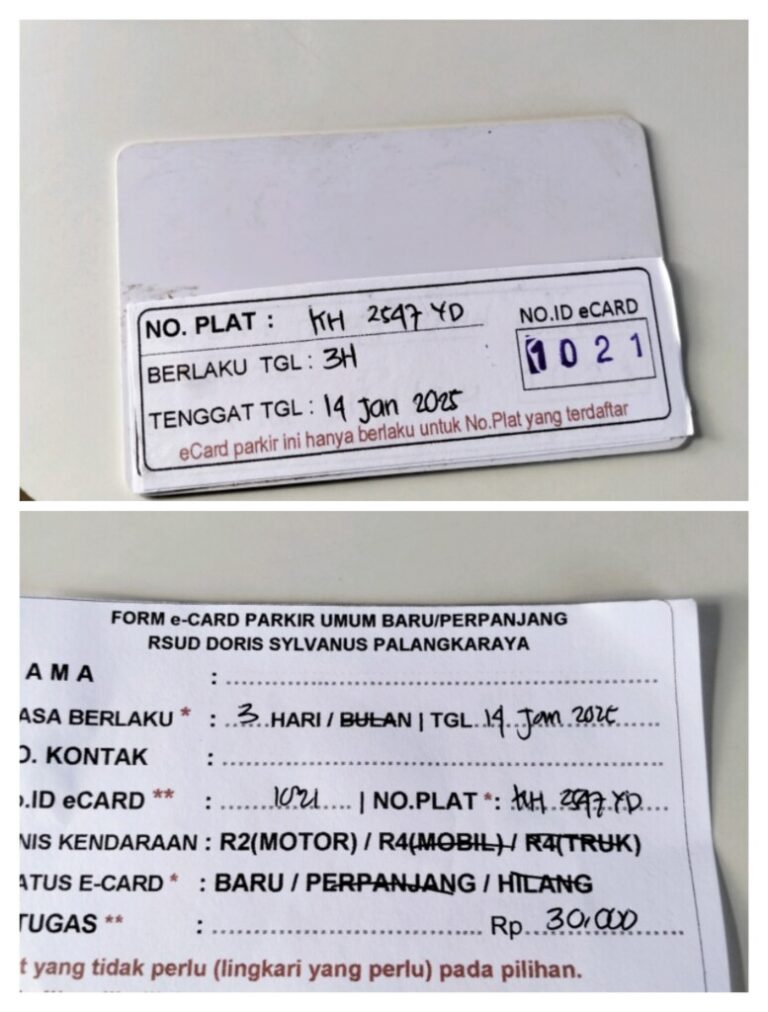 NO. PLAT : KH 2547 YD
NO.ID eCARD
1021
BERLAKU TGL : 3H
TENGGAT TGL : 14 Jan 2025
eCard parkir ini hanya berlaku untuk No.Plat yang terdaftar
FORM e-CARD PARKIR UMUM BARU/PERPANJANG
RSUD DORIS SYLVANUS PALANGKARAYA
AMA :
ASA BERLAKU * : 3 HARI / BULAN | TGL 14 Jan 2025
O. KONTAK :
.ID eCARD ** : 1021 | NO.PLAT *: KH 2547 YD
NIS KENDARAAN : R2(MOTOR) / R4(MOBIL) / R4(TRUK)
ATUS E-CARD * : BARU / PERPANJANG / HILANG
TUGAS ** : Rp 30.000
t yang tidak perlu (lingkari yang perlu) pada pilihan.